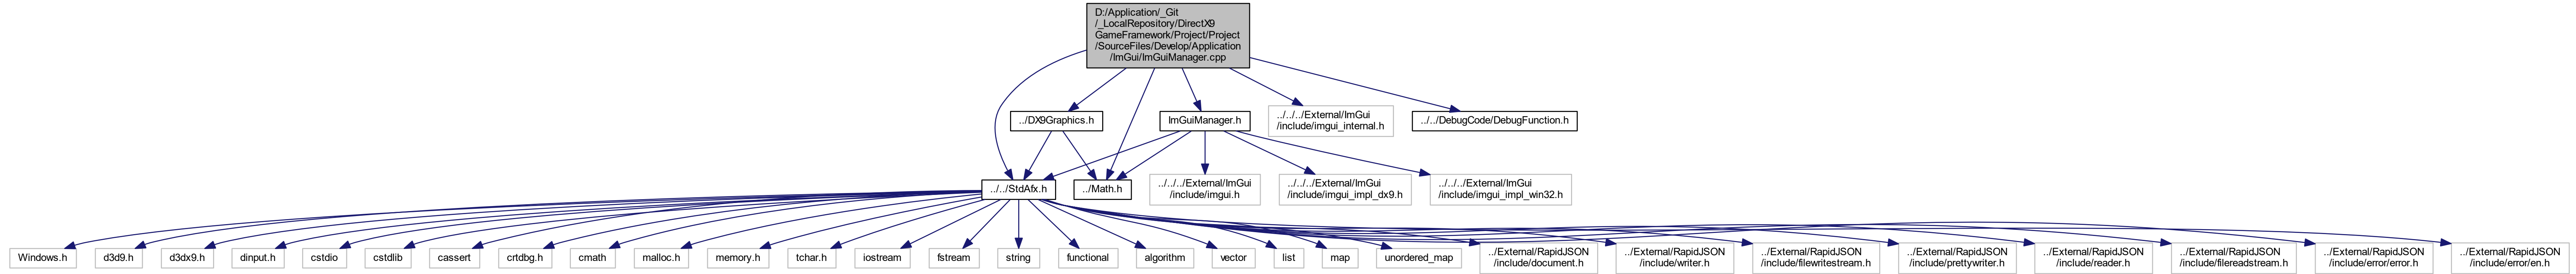 D:/Application/_Git
/_LocalRepository/DirectX9
GameFramework/Project/Project
/SourceFiles/Develop/Application
/ImGui/ImGuiManager.cpp
../DX9Graphics.h
ImGuiManager.h
../../../External/ImGui
/include/imgui_internal.h
../../DebugCode/DebugFunction.h
../../StdAfx.h
../Math.h
../../../External/ImGui
/include/imgui.h
../../../External/ImGui
/include/imgui_impl_dx9.h
../../../External/ImGui
/include/imgui_impl_win32.h
Windows.h
d3d9.h
d3dx9.h
dinput.h
cstdio
cstdlib
cassert
crtdbg.h
cmath
malloc.h
memory.h
tchar.h
iostream
fstream
string
functional
algorithm
vector
list
map
unordered_map
../External/RapidJSON
/include/document.h
../External/RapidJSON
/include/writer.h
../External/RapidJSON
/include/filewritestream.h
../External/RapidJSON
/include/prettywriter.h
../External/RapidJSON
/include/reader.h
../External/RapidJSON
/include/filereadstream.h
../External/RapidJSON
/include/error/error.h
../External/RapidJSON
/include/error/en.h